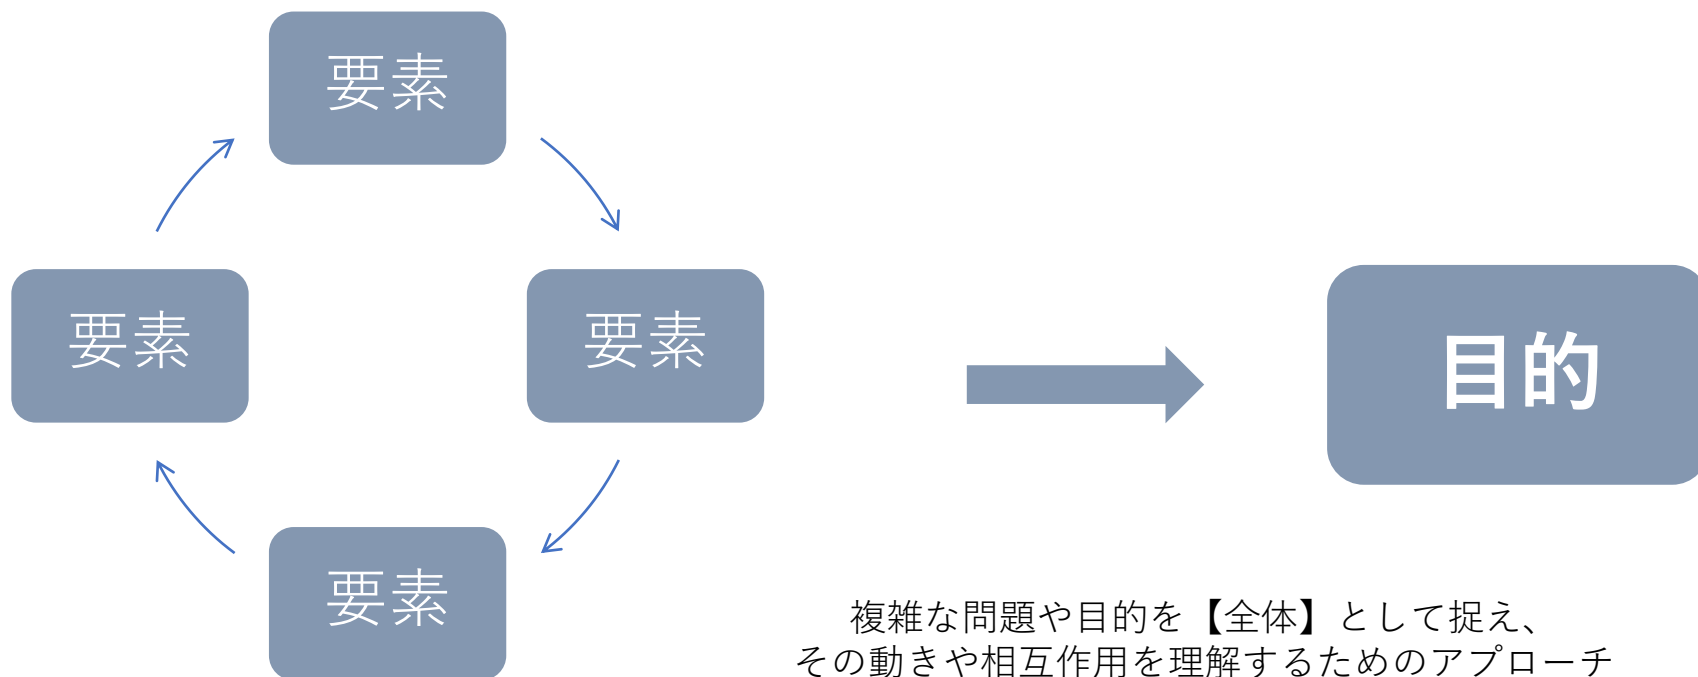 要素
要素
要素
要素
目的
複雑な問題や目的を【全体】として捉え、
その動きや相互作用を理解するためのアプローチ